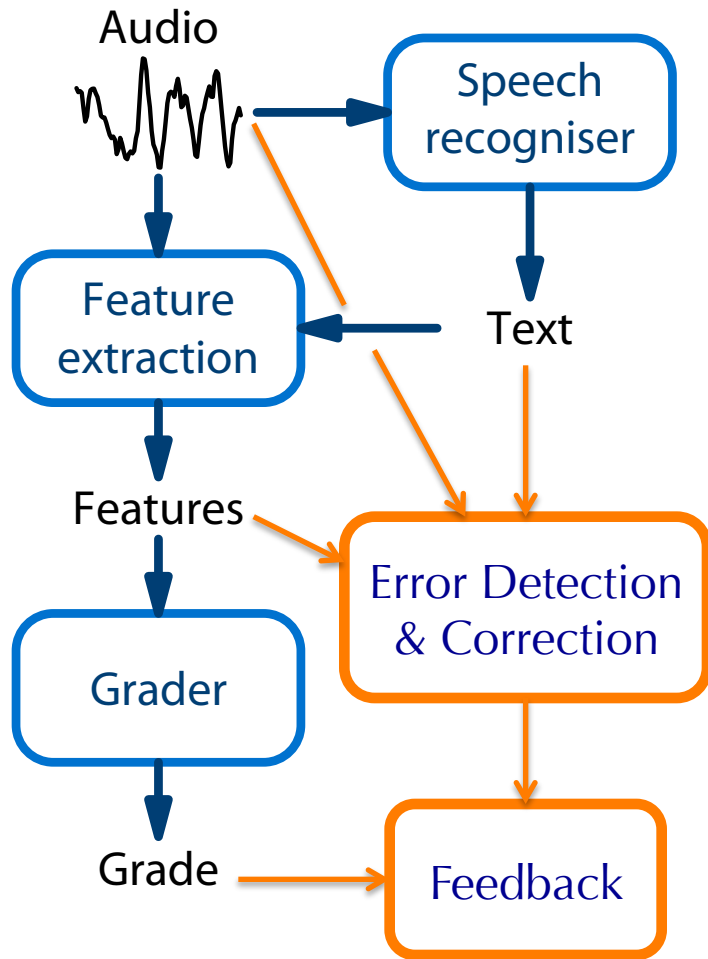 Audio
Speech
recogniser
Feature
extraction
Text
Features
Error Detection
& Correction
Grader
Grade
Feedback